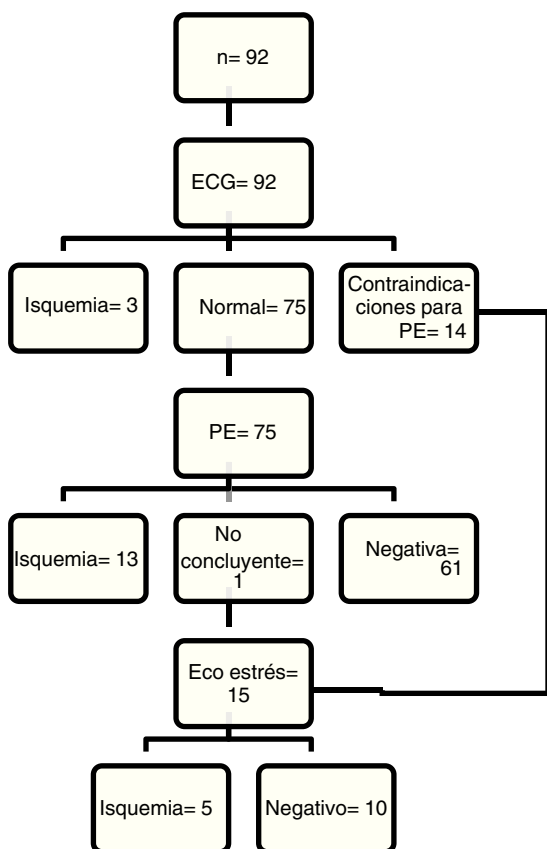 n= 92
ECG= 92
Isquemia= 3
Normal= 75
Contraindica-
ciones para
PE= 14
PE= 75
Isquemia= 13
No
concluyente=
1
Negativa=
61
Eco estrés=
15
Isquemia= 5
Negativo= 10